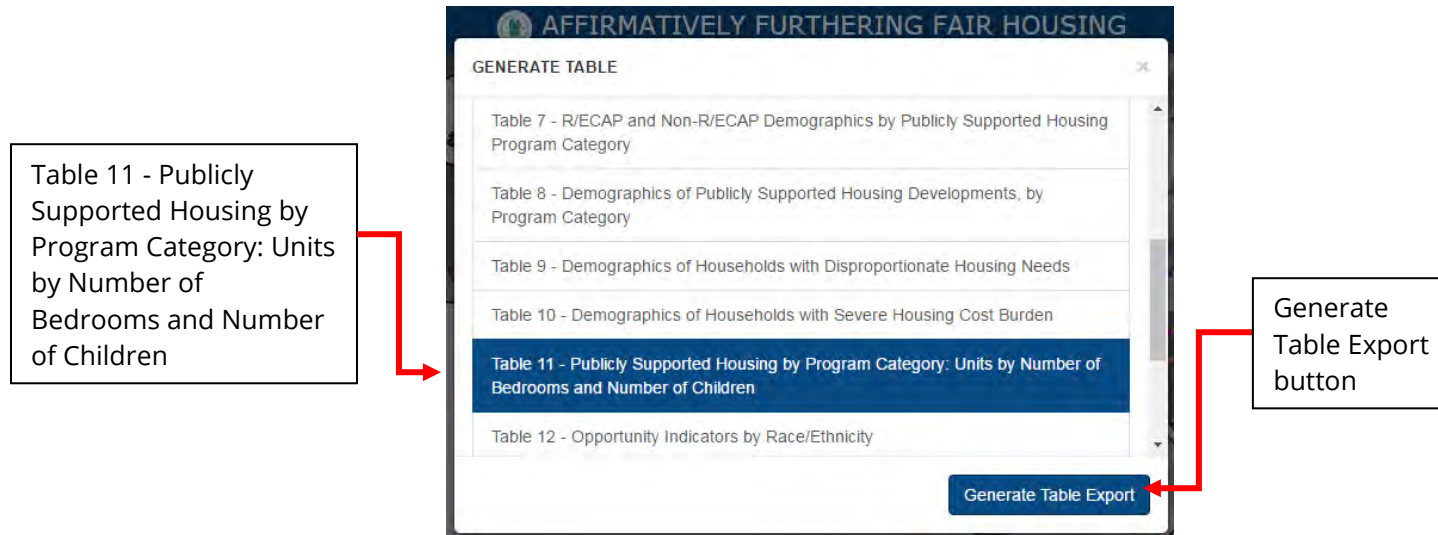 AFFIRMATIVELY FURTHERING FAIR HOUSING
GENERATE TABLE
×
Table 7 - R/ECAP and Non-R/ECAP Demographics by Publicly Supported Housing
Program Category
Table 8 - Demographics of Publicly Supported Housing Developments, by
Program Category
Table 9 - Demographics of Households with Disproportionate Housing Needs
Table 10 - Demographics of Households with Severe Housing Cost Burden
Table 11 - Publicly Supported Housing by Program Category: Units by Number of
Bedrooms and Number of Children
Table 12 - Opportunity Indicators by Race/Ethnicity
Generate Table Export
Table 11 - Publicly
Supported Housing by
Program Category: Units
by Number of
Bedrooms and Number
of Children
Generate
Table Export
button